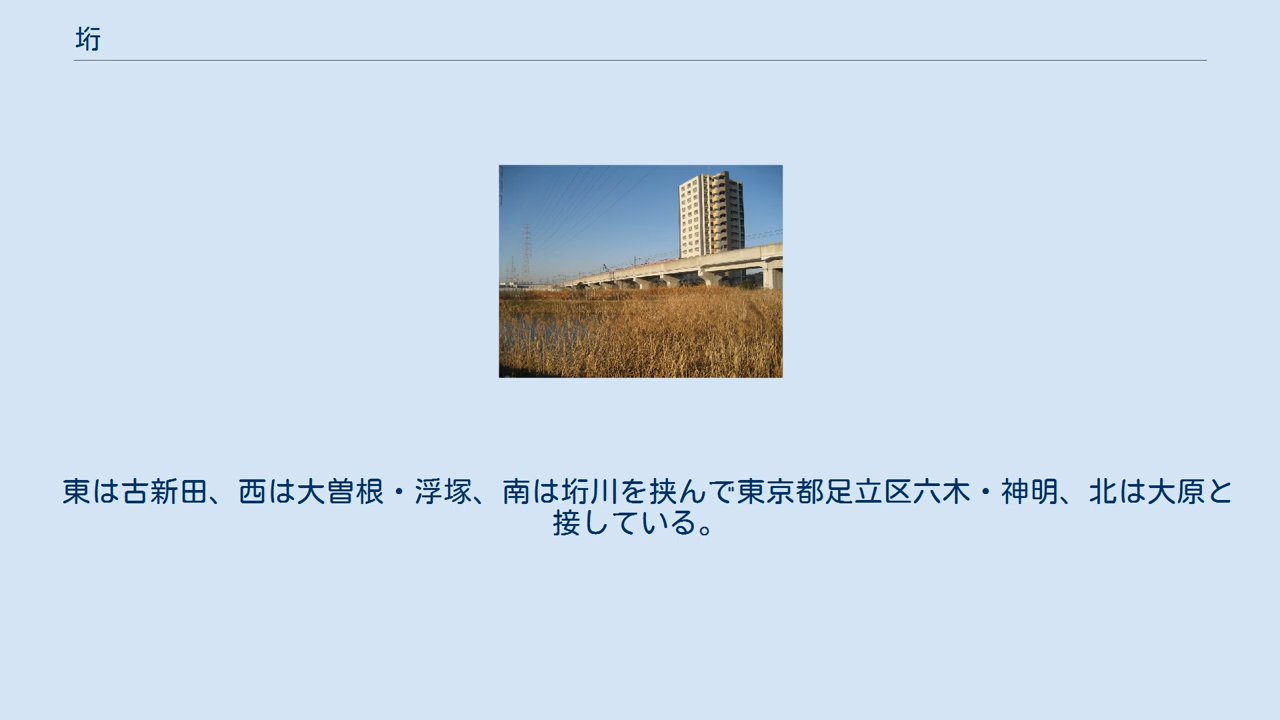 垳
東は古新田、西は大曽根・浮塚、南は垳川を挟んで東京都足立区六木・神明、北は大原と
接している。